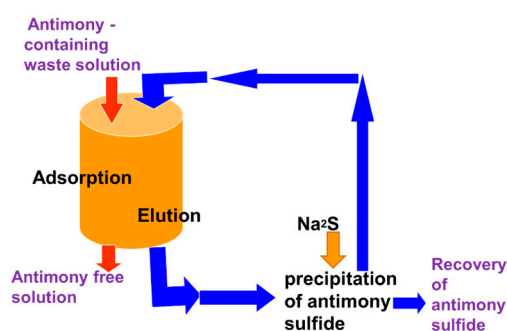 Antimony -
containing
waste solution
Adsorption
Elution
Antimony free
solution
Na2S
precipitation
of antimony
sulfide
Recovery
of
antimony
sulfide